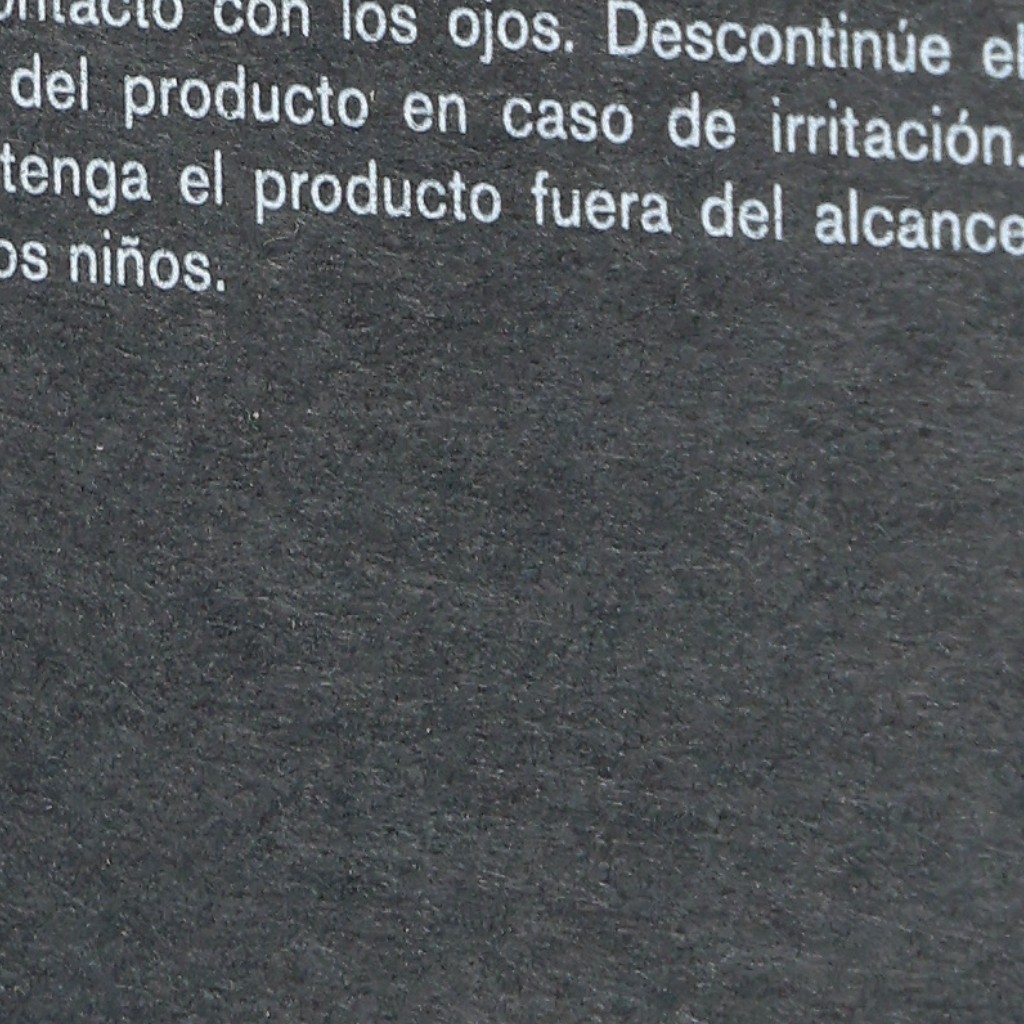 ontacto con los ojos. Descontinúe el
del producto en caso de irritación.
tenga el producto fuera del alcance
os niños.